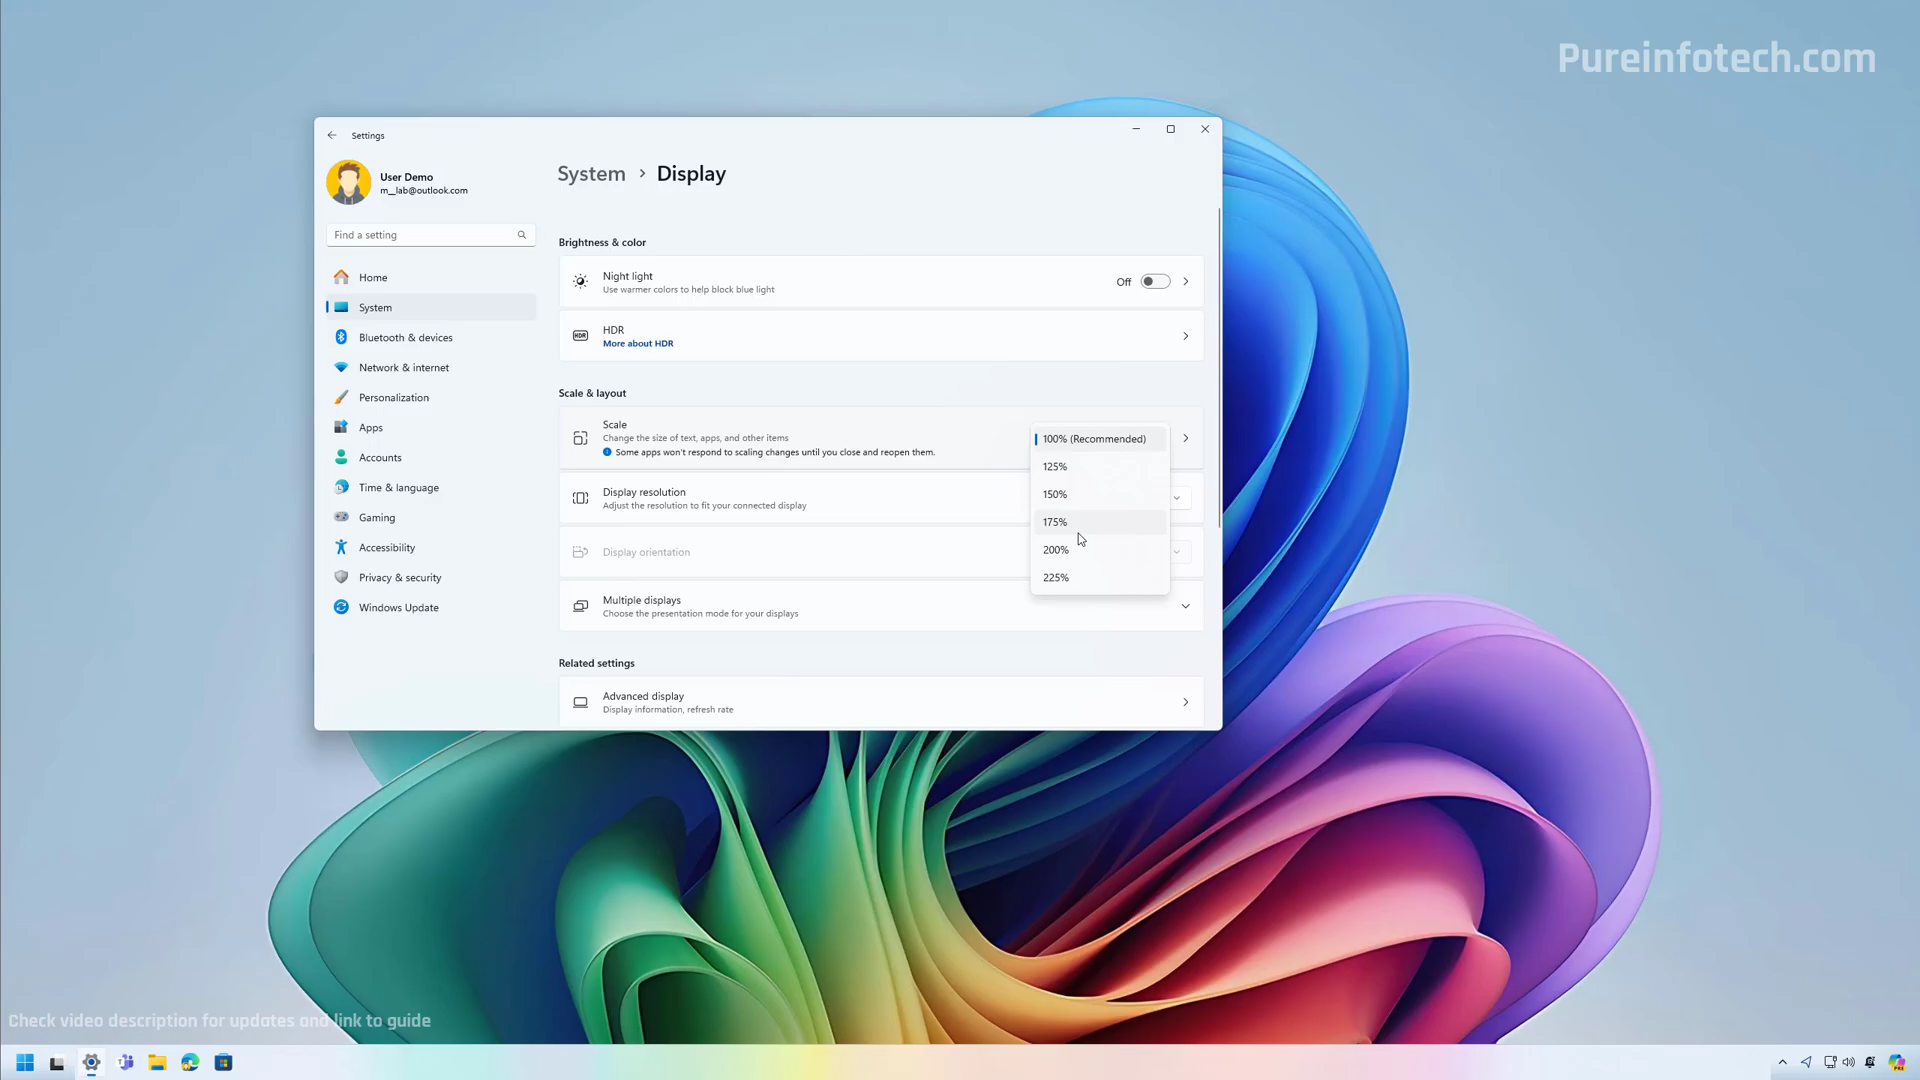 Pureinfotech.com
Settings
User Demo
m_lab@outlook.com
Find a setting
Home
System
Bluetooth & devices
Network & internet
Personalization
Apps
Accounts
Time & language
Gaming
Accessibility
Privacy & security
Windows Update
System > Display
Brightness & color
Night light
Use warmer colors to help block blue light
Off
HDR
HDR
More about HDR
Scale & layout
Scale
Change the size of text, apps, and other items
Some apps won't respond to scaling changes until you close and reopen them.
100% (Recommended)
125%
150%
175%
200%
225%
Display resolution
Adjust the resolution to fit your connected display
Display orientation
Multiple displays
Choose the presentation mode for your displays
Related settings
Advanced display
Display information, refresh rate
Check video description for updates and link to guide
PRE